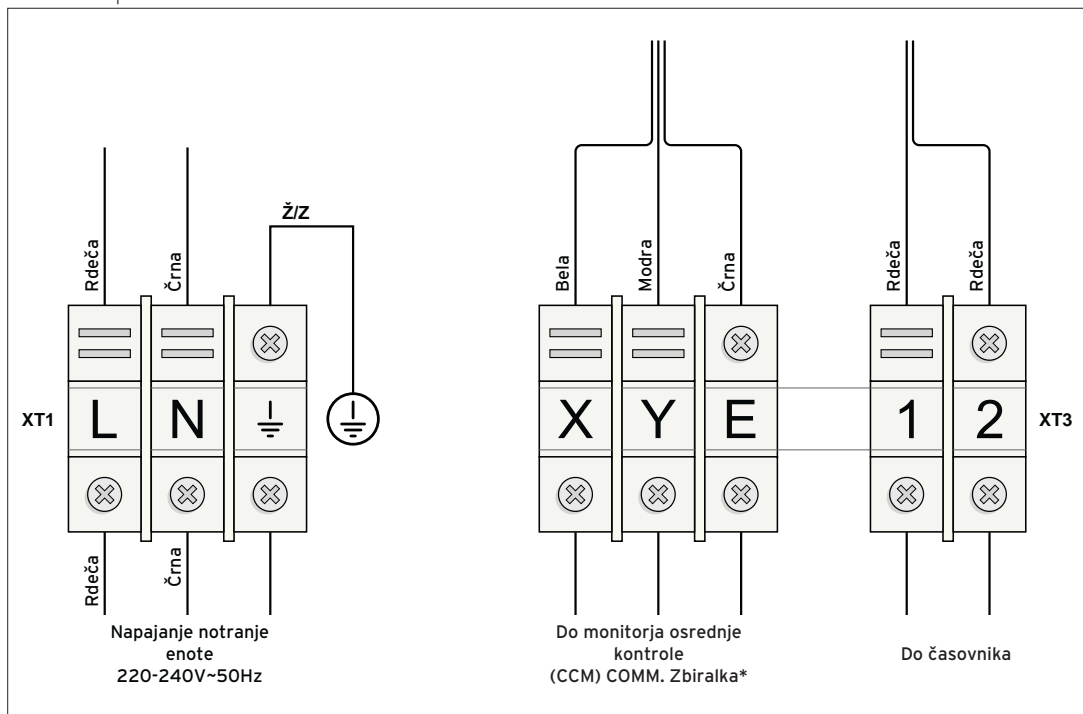 Ž/Z
Rdeča
Črna
Bela
Modra
Črna
Rdeča
Rdeča
XT1
L
N
X
Y
E
1
2
XT3
Rdeča
Črna
Napajanje notranje
enote
220-240V~50Hz
Do monitorja osrednje
kontrole
(CCM) COMM. Zbiralka*
Do časovnika